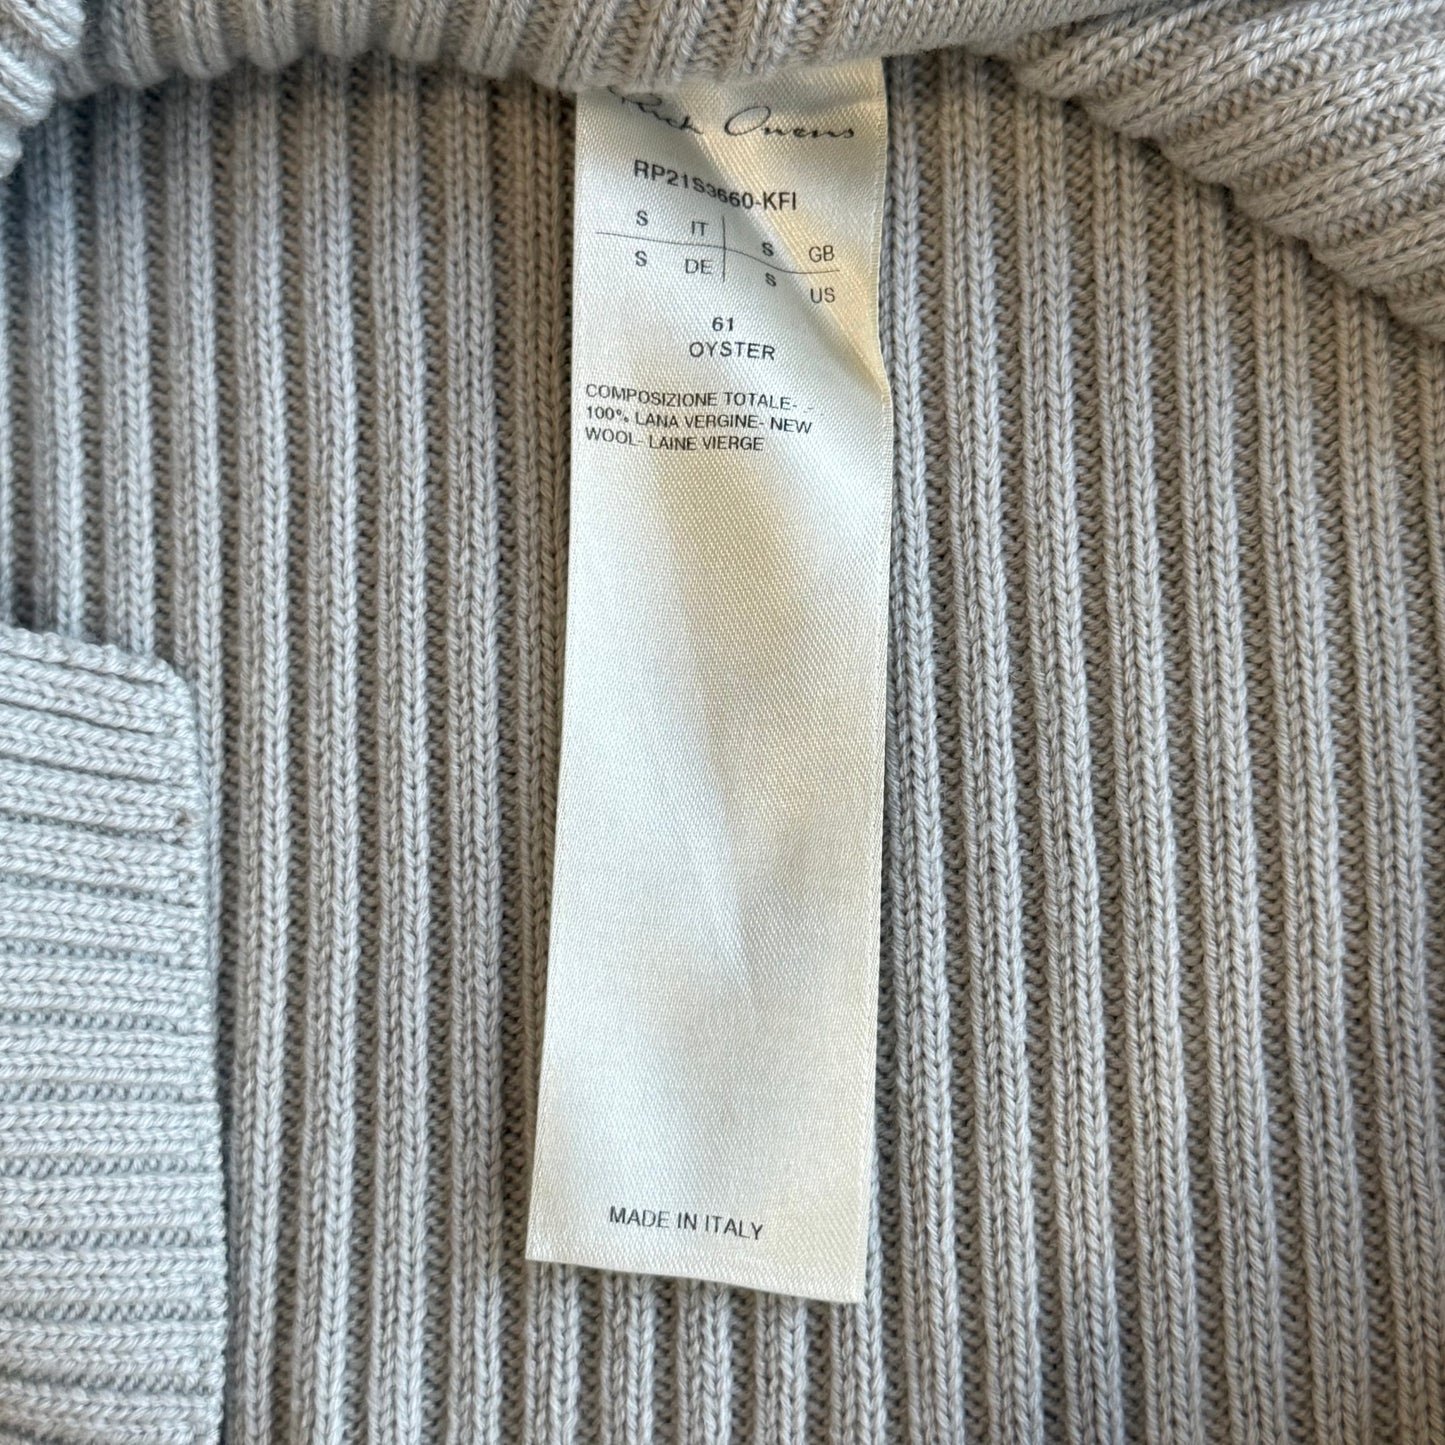 Rick Owens
RP21S3660-KFI
S IT S GB
S DE S US
61
OYSTER
COMPOSIZIONE TOTALE- -
100% LANA VERGINE- NEW
WOOL- LAINE VIERGE
MADE IN ITALY